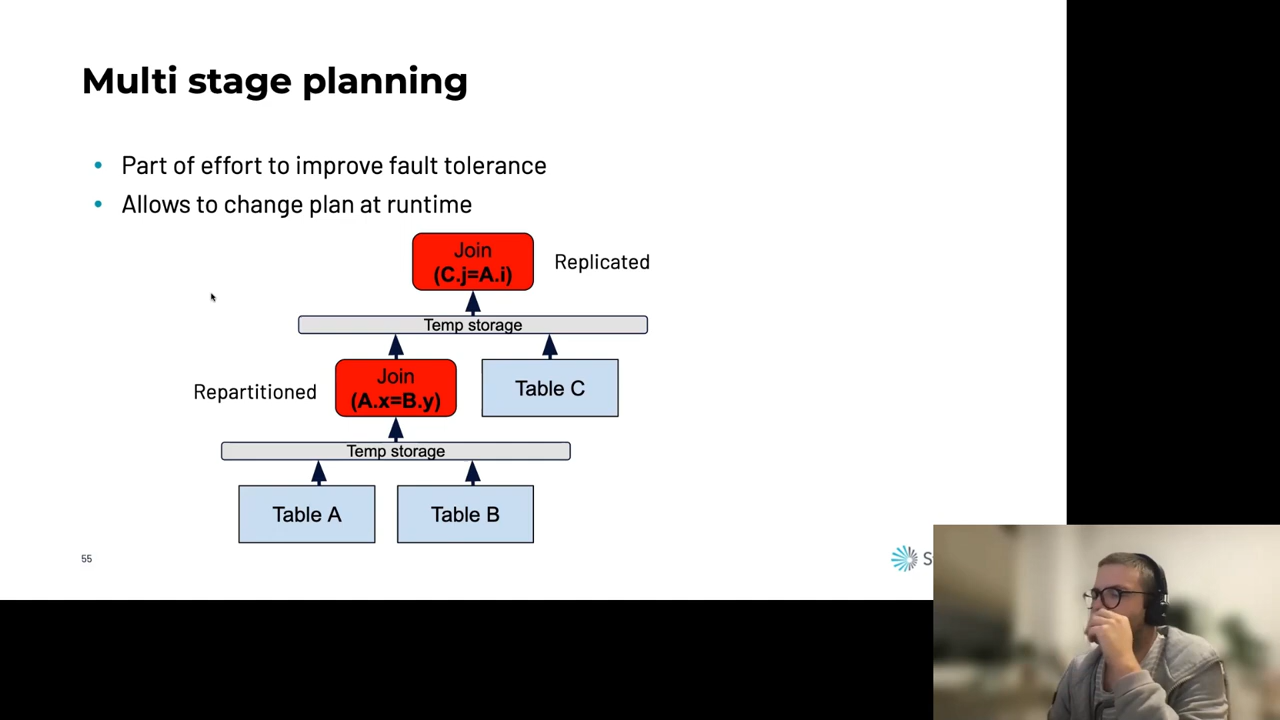 Multi stage planning
• Part of effort to improve fault tolerance
• Allows to change plan at runtime
Join
(C.j=A.i)
Replicated
Temp storage
Repartitioned
Join
(A.x=B.y)
Table C
Temp storage
Table A
Table B
55